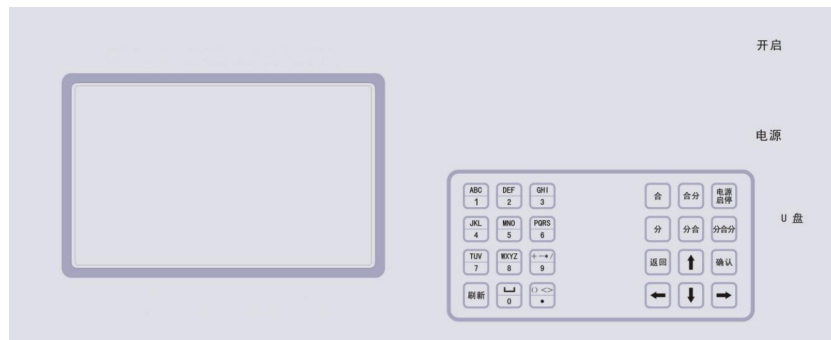 开启
电源
ABC
1
DEF
2
GHI
3
合
合分
电源
启停
JKL
4
MNO
5
PQRS
6
分
分合
分合分
U 盘
TUV
7
WXYZ
8
+-*/
9
返回
↑
确认
刷新
␣
0
() <>
•
←
↓
→